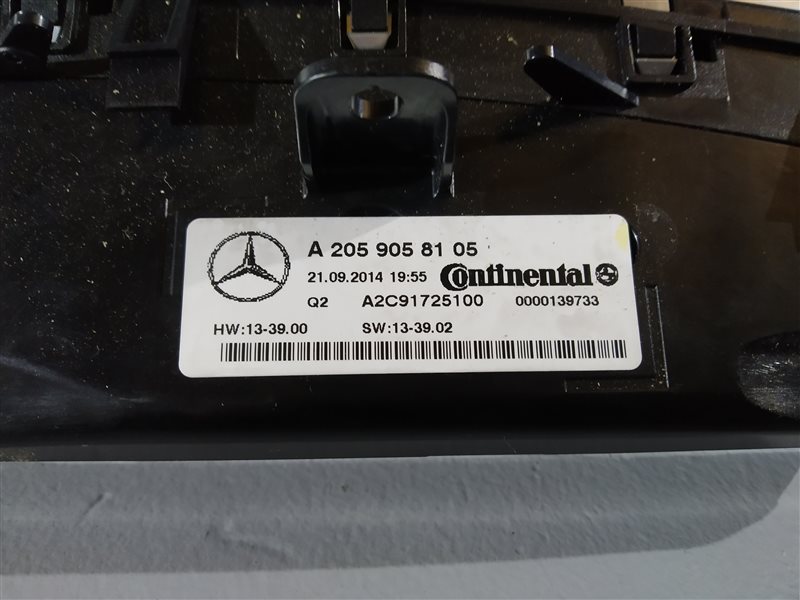 A 205 905 81 05
21.09.2014 19:55 Continental
Q2 A2C91725100 0000139733
HW:13-39.00 SW:13-39.02